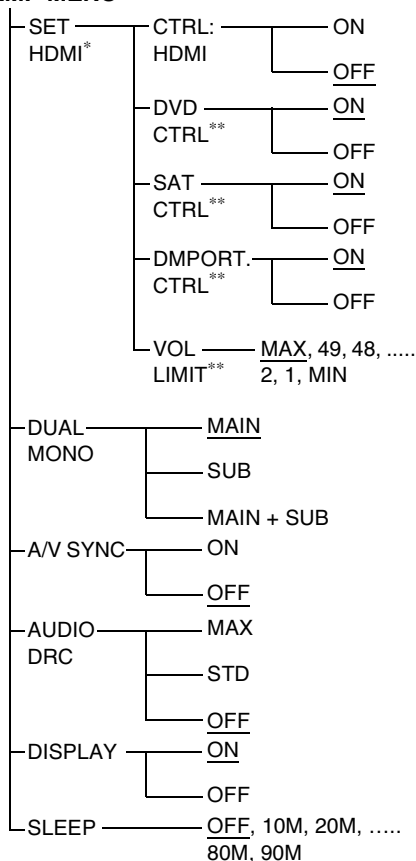 SET HDMI*
CTRL: HDMI
ON
OFF
DVD CTRL**
ON
OFF
SAT CTRL**
ON
OFF
DMPORT. CTRL**
ON
OFF
VOL LIMIT**
MAX, 49, 48, .....
2, 1, MIN
DUAL MONO
MAIN
SUB
MAIN + SUB
A/V SYNC
ON
OFF
AUDIO DRC
MAX
STD
OFF
DISPLAY
ON
OFF
SLEEP
OFF, 10M, 20M, .....
80M, 90M